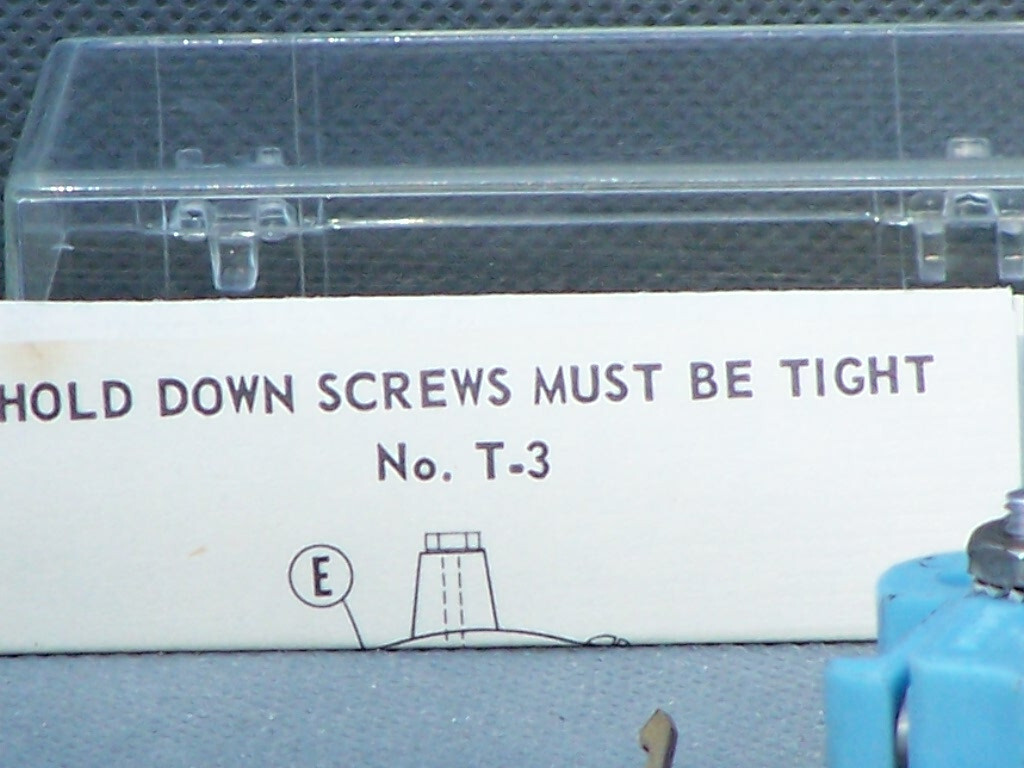 HOLD DOWN SCREWS MUST BE TIGHT
No. T-3
E